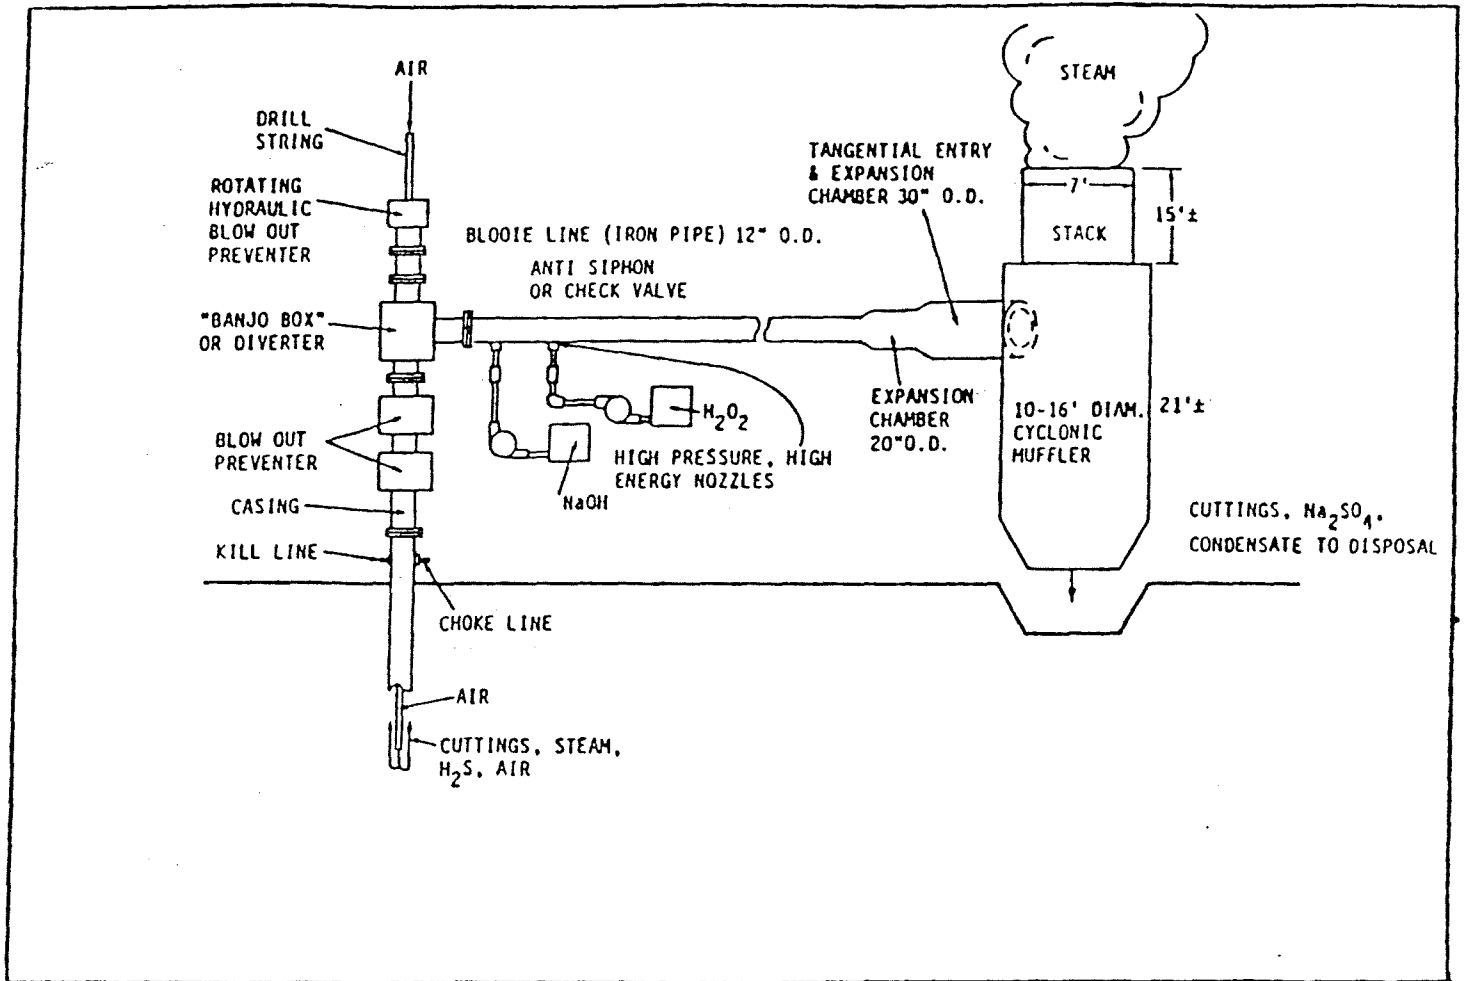 AIR
DRILL
STRING
ROTATING
HYDRAULIC
BLOW OUT
PREVENTER
"BANJO BOX"
OR DIVERTER
BLOW OUT
PREVENTER
CASING
KILL LINE
CHOKE LINE
AIR
CUTTINGS, STEAM,
H₂S, AIR
BLOOIE LINE (IRON PIPE) 12" O.D.
ANTI SIPHON
OR CHECK VALVE
H₂O₂
NaOH
HIGH PRESSURE, HIGH
ENERGY NOZZLES
TANGENTIAL ENTRY
& EXPANSION
CHAMBER 30" O.D.
EXPANSION
CHAMBER
20"O.D.
STEAM
7'
15'±
STACK
10-16' DIAM.
CYCLONIC
MUFFLER
21'±
CUTTINGS, Na₂SO₄,
CONDENSATE TO DISPOSAL